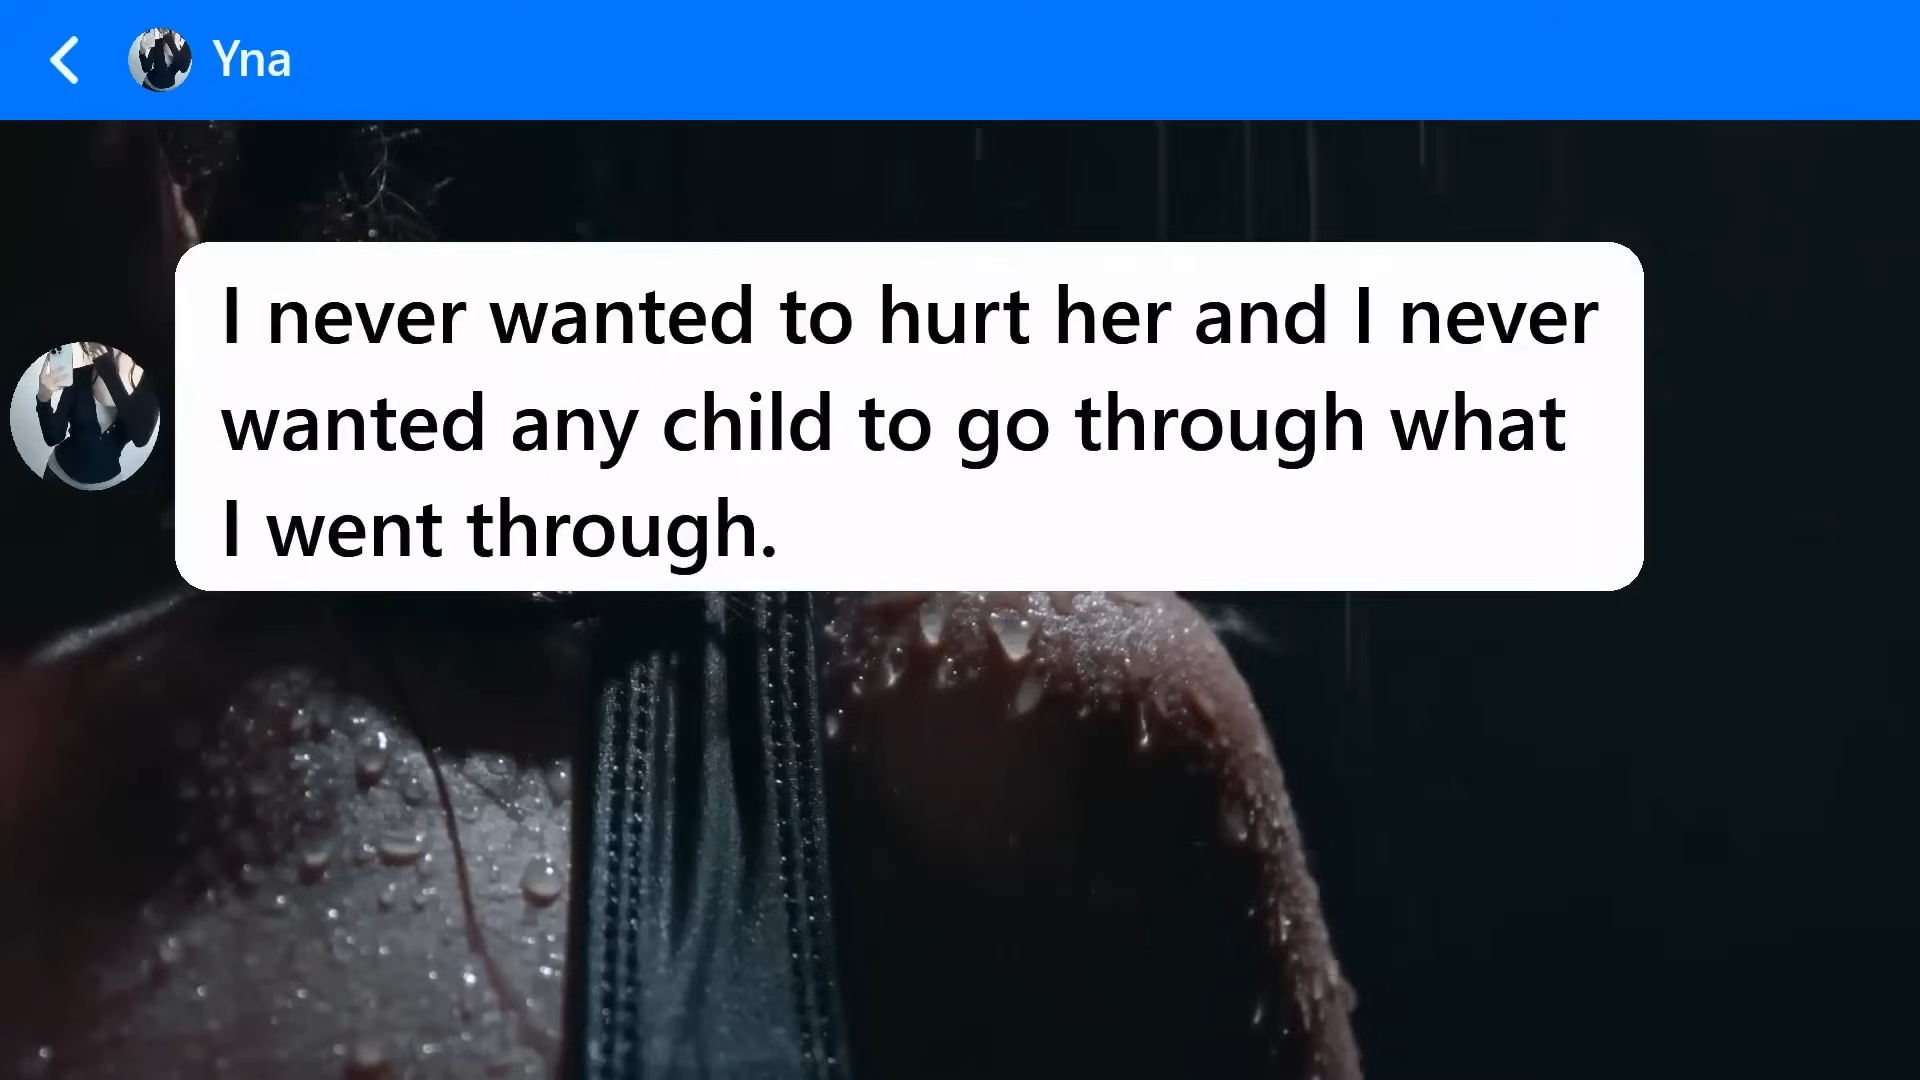 Yna
I never wanted to hurt her and I never
wanted any child to go through what
I went through.